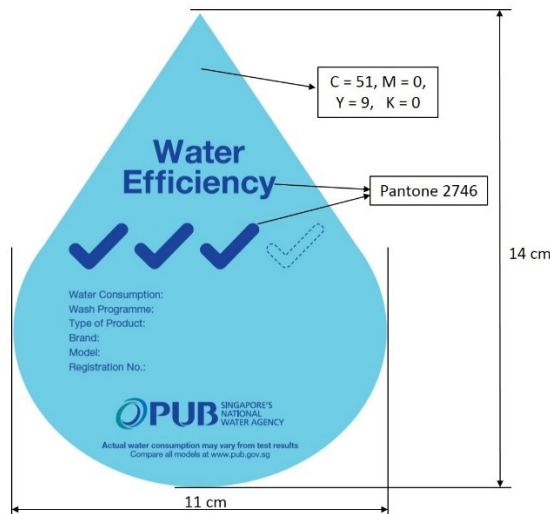 C = 51, M = 0,
Y = 9, K = 0
Water
Efficiency
Pantone 2746
14 cm
Water Consumption:
Wash Programme:
Type of Product:
Brand:
Model:
Registration No.:
PUB SINGAPORE'S
NATIONAL
WATER AGENCY
Actual water consumption may vary from test results
Compare all models at www.pub.gov.sg
11 cm